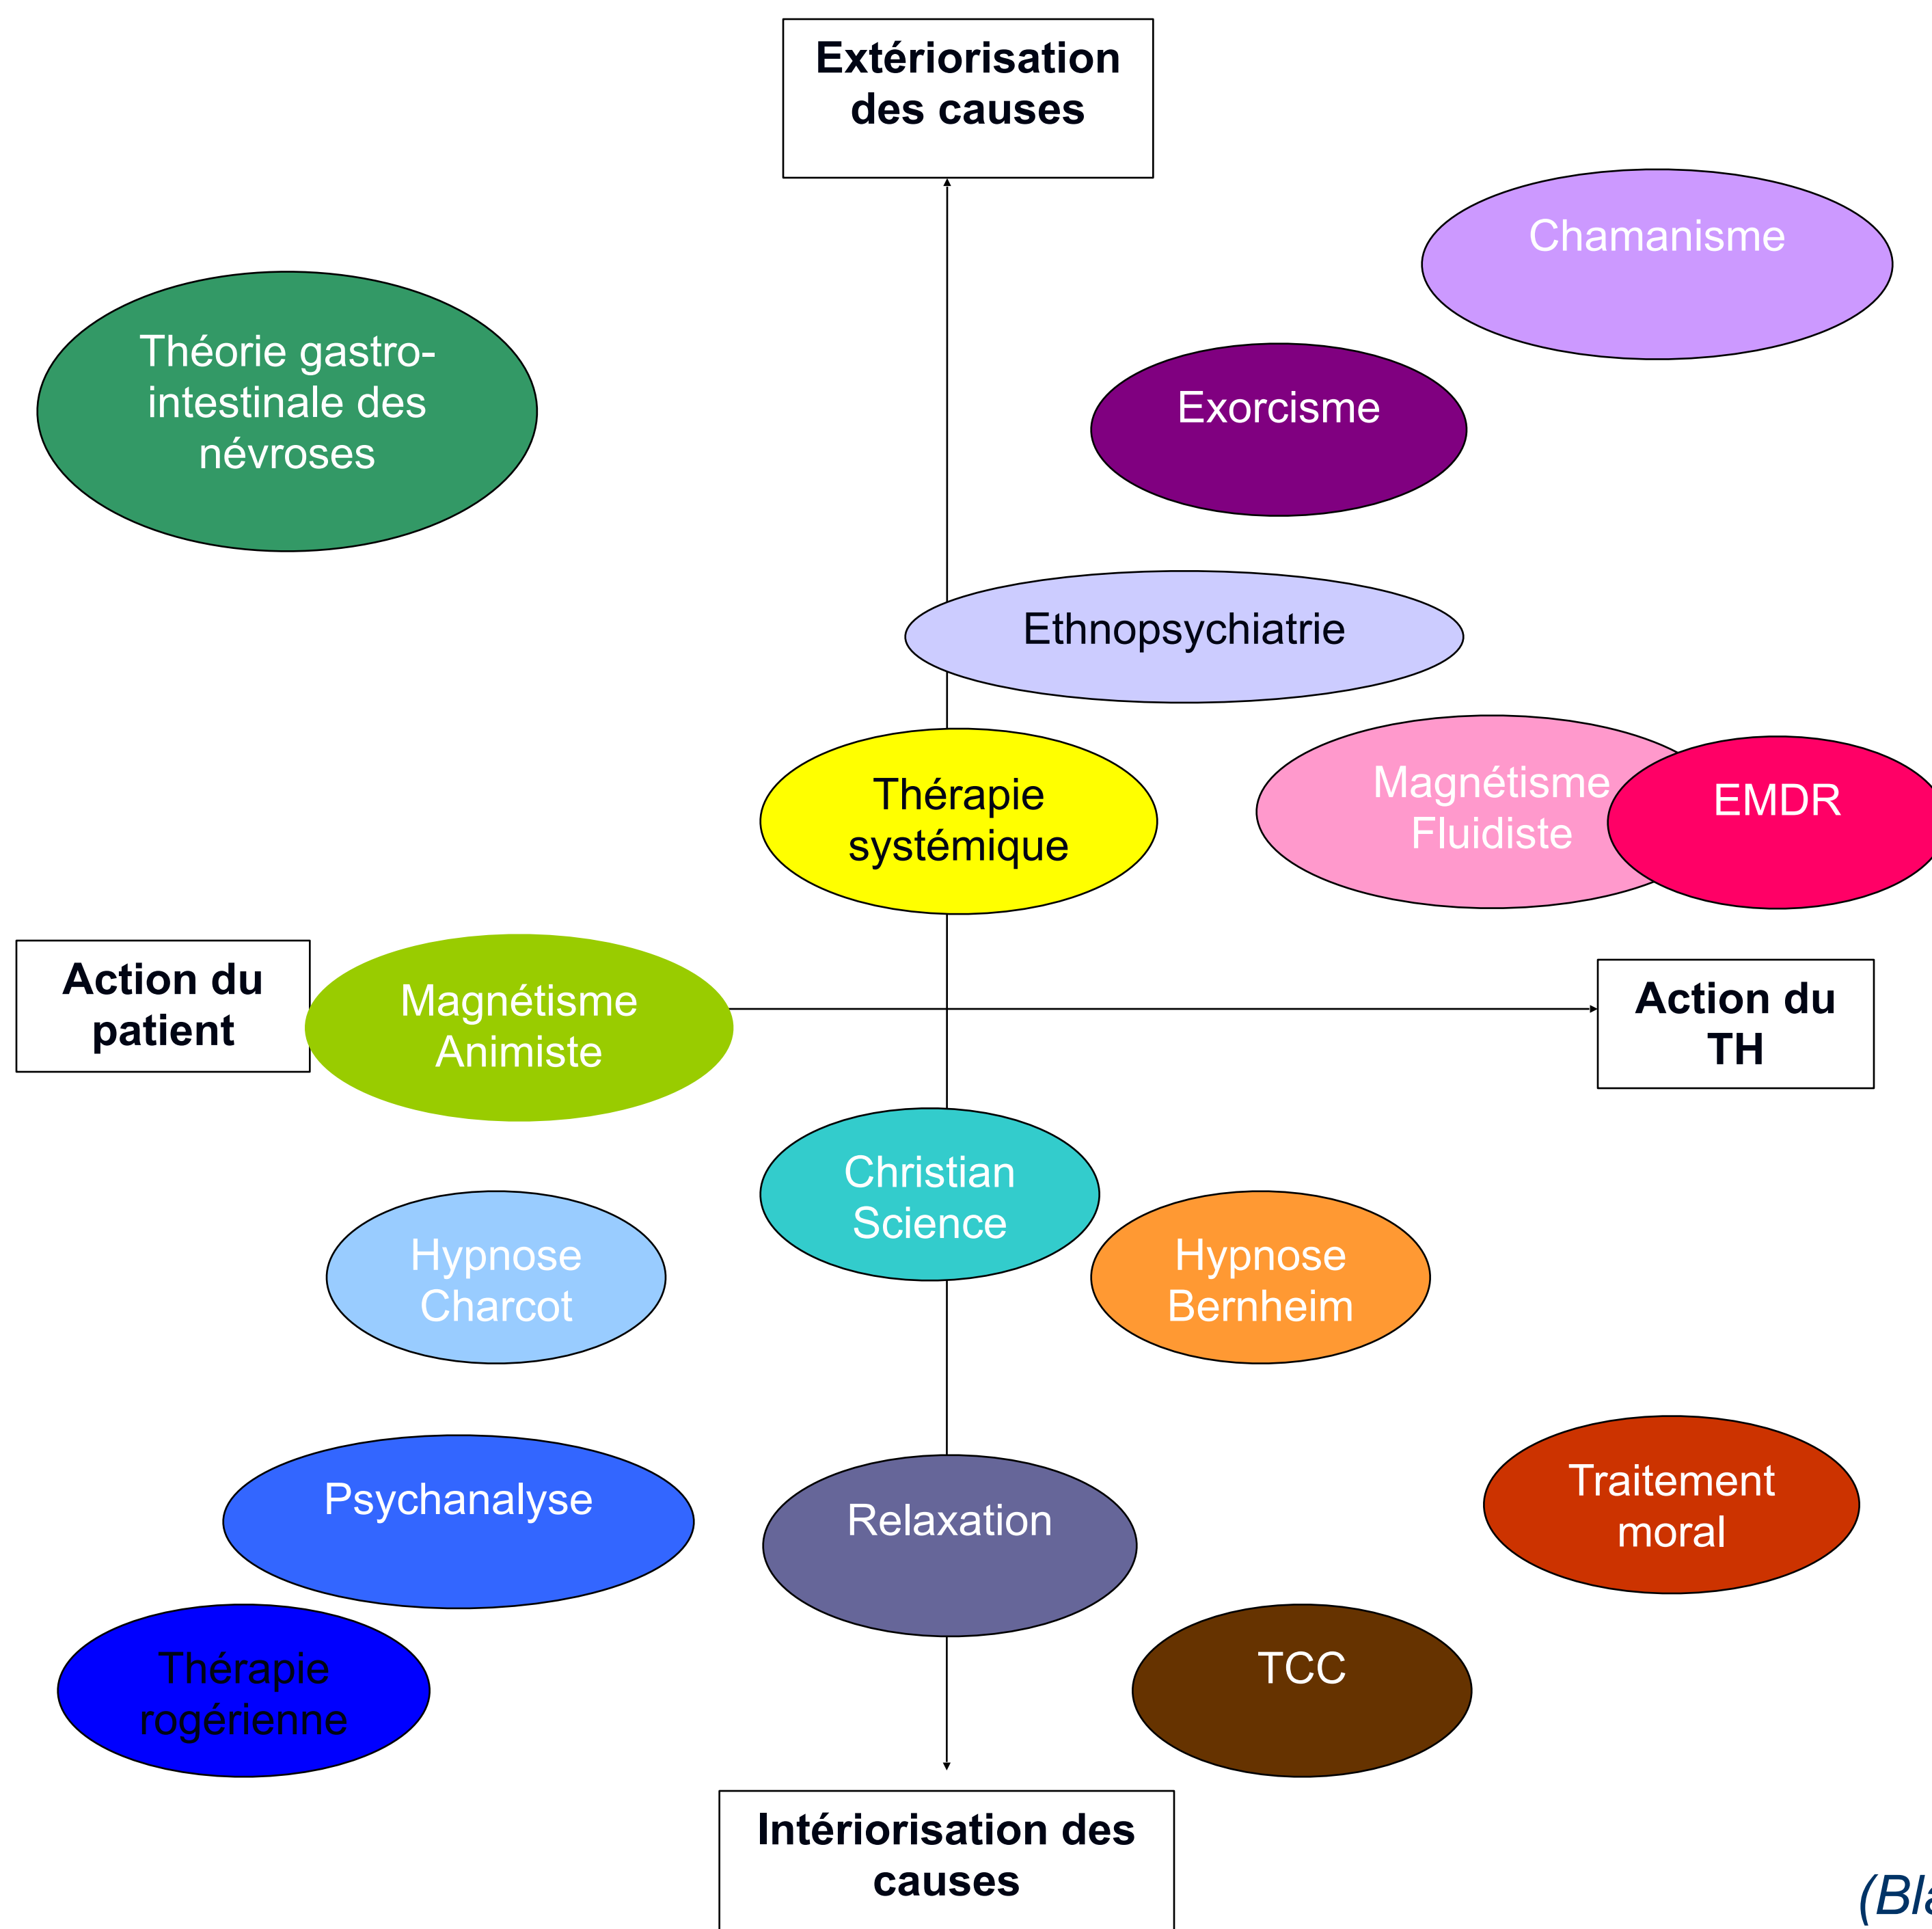 Extériorisation
des causes
Chamanisme
Théorie gastro-
intestinale des
névroses
Exorcisme
Ethnopsychiatrie
Thérapie
systémique
Magnétisme
Fluidiste
EMDR
Action du
patient
Magnétisme
Animiste
Action du
TH
Christian
Science
Hypnose
Charcot
Hypnose
Bernheim
Psychanalyse
Relaxation
Traitement
moral
Thérapie
rogérienne
TCC
Intériorisation des
causes